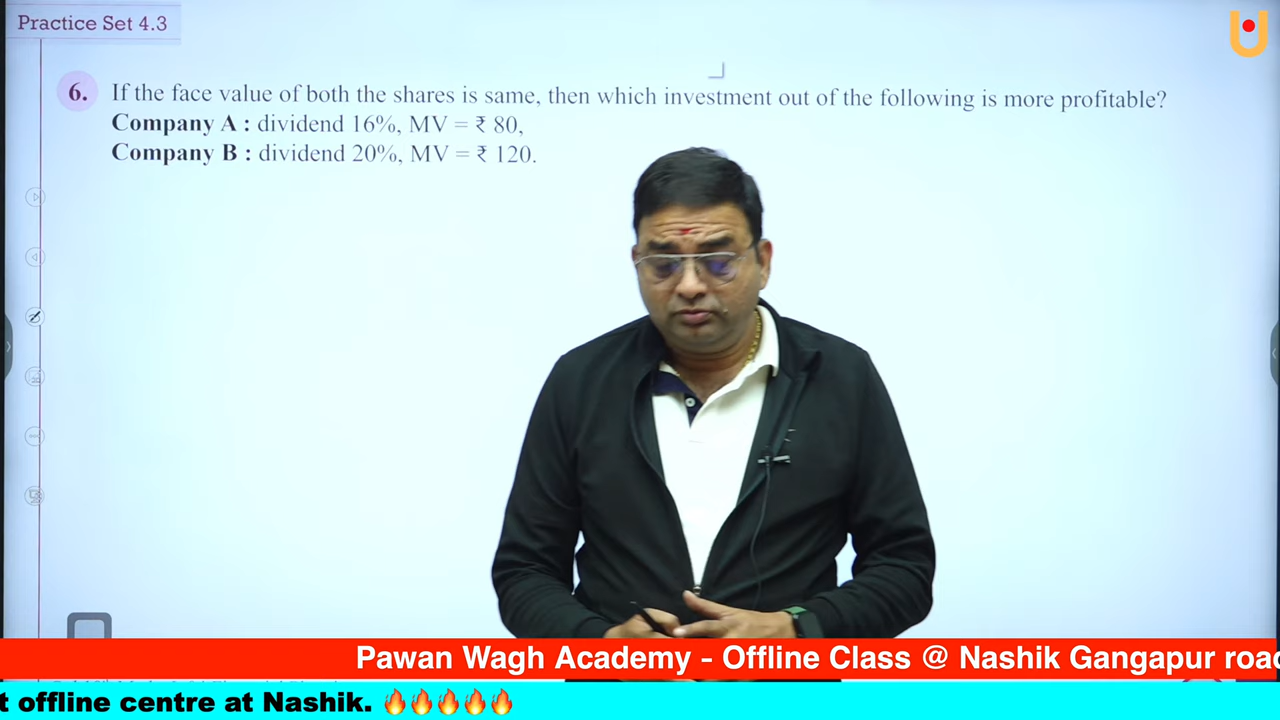 Practice Set 4.3
6. If the face value of both the shares is same, then which investment out of the following is more profitable?
Company A : dividend 16%, MV = ₹ 80,
Company B : dividend 20%, MV = ₹ 120.
Pawan Wagh Academy - Offline Class @ Nashik Gangapur road
t offline centre at Nashik. 🔥🔥🔥🔥🔥